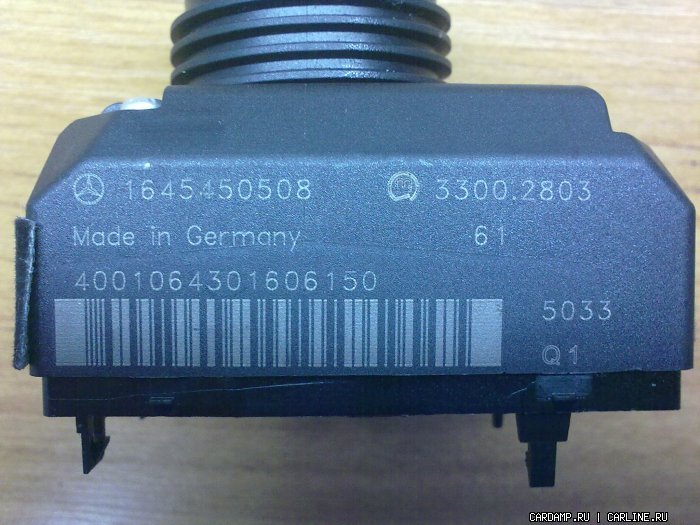 1645450508 3300.2803
Made in Germany 61
4001064301606150
5033
Q1
CARDAMP.RU | CARLINE.RU